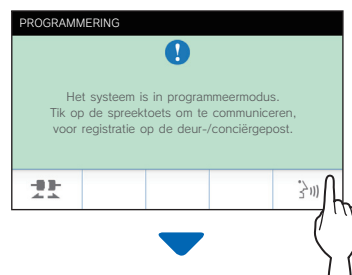 PROGRAMMERING
Het systeem is in programmeermodus.
Tik op de spreektoets om te communiceren,
voor registratie op de deur-/conciërgepost.